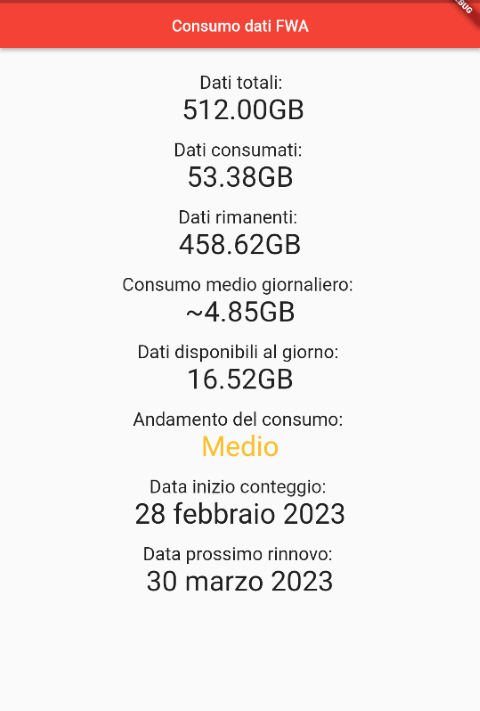 Consumo dati FWA
Dati totali:
512.00GB
Dati consumati:
53.38GB
Dati rimanenti:
458.62GB
Consumo medio giornaliero:
~4.85GB
Dati disponibili al giorno:
16.52GB
Andamento del consumo:
Medio
Data inizio conteggio:
28 febbraio 2023
Data prossimo rinnovo:
30 marzo 2023